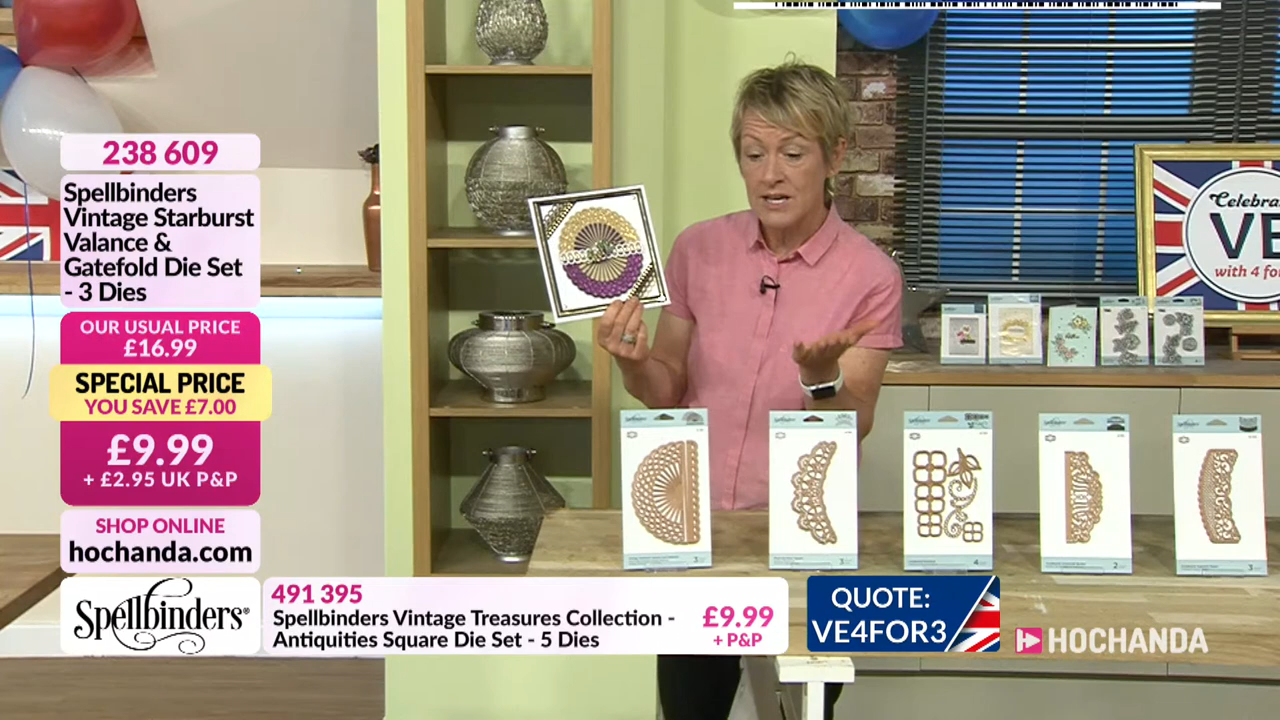 238 609
Spellbinders
Vintage Starburst
Valance &
Gatefold Die Set
- 3 Dies
OUR USUAL PRICE
£16.99
SPECIAL PRICE
YOU SAVE £7.00
£9.99
+ £2.95 UK P&P
SHOP ONLINE
hochanda.com
Spellbinders®
491 395
Spellbinders Vintage Treasures Collection -
Antiquities Square Die Set - 5 Dies
£9.99
+ P&P
QUOTE:
VE4FOR3
HOCHANDA
Celebra
VE
with 4 fo